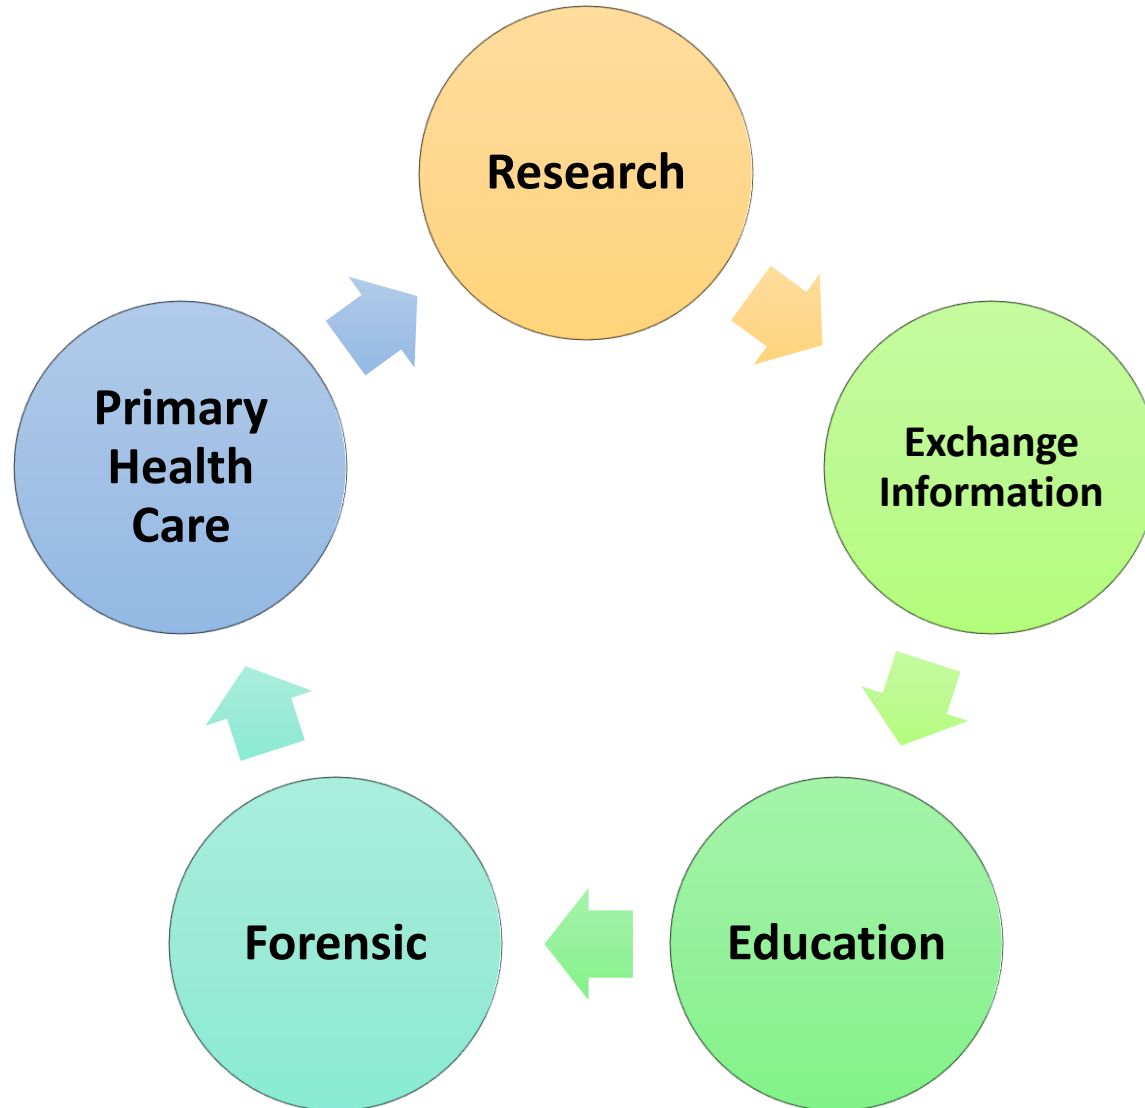 Research
Exchange
Information
Education
Forensic
Primary
Health
Care